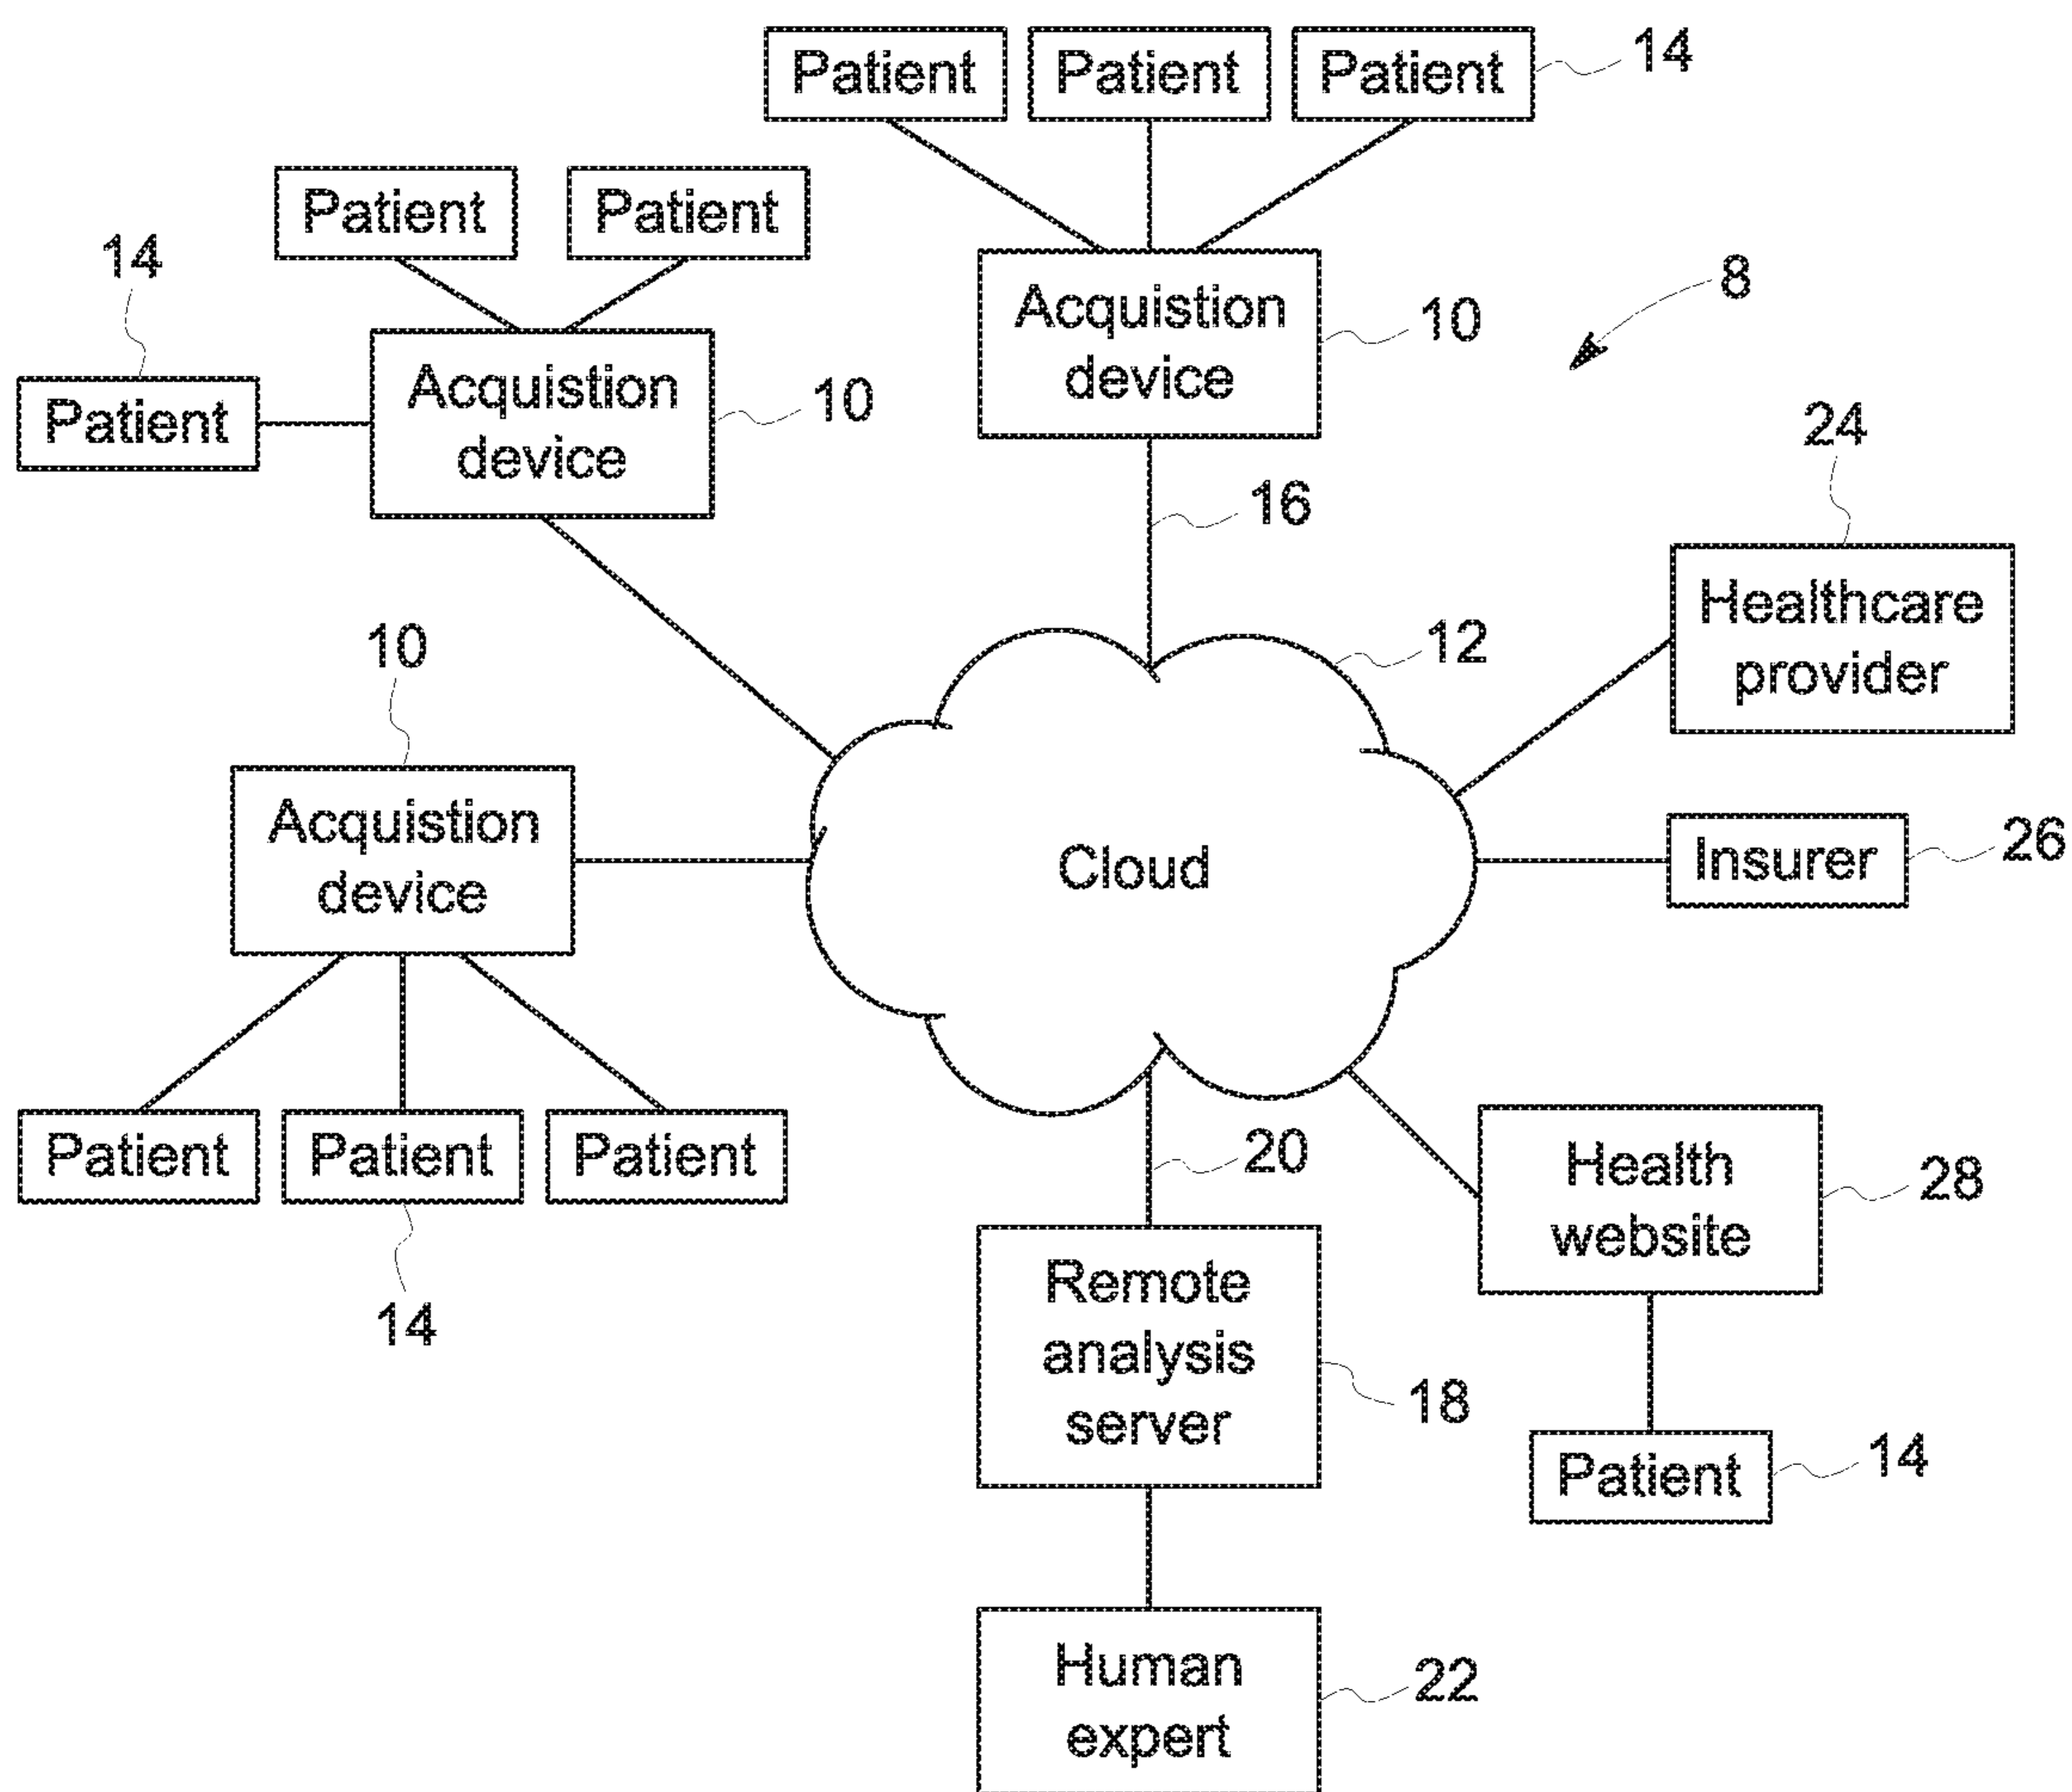 Patient
Patient
Patient
14
Patient
Patient
14
Acquistion
device
10
8
Patient
Acquistion
device
10
24
16
Healthcare
provider
10
12
Acquistion
device
Cloud
Insurer
26
Patient
Patient
Patient
14
20
Health
website
28
Remote
analysis
server
18
Patient
14
Human
expert
22